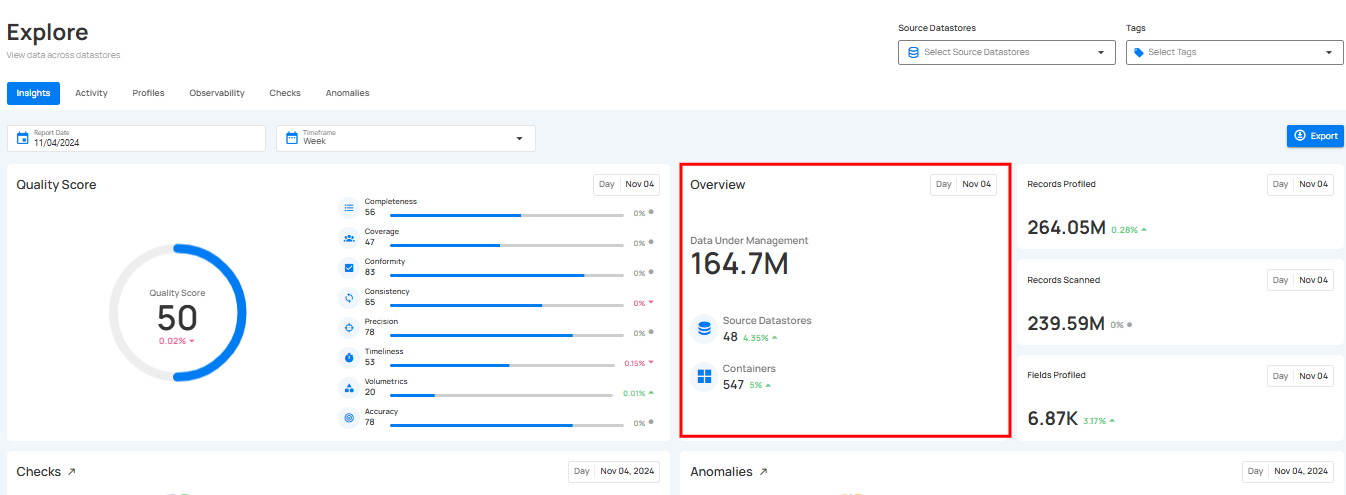 Explore
View data across datastores
Source Datastores
Select Source Datastores
Tags
Select Tags
Insights
Activity
Profiles
Observability
Checks
Anomalies
Report Date
11/04/2024
Timeframe
Week
Export
Quality Score
Day Nov 04
Quality Score
50
0.02%
Completeness
56
0%
Coverage
47
0%
Conformity
83
0%
Consistency
65
0%
Precision
78
0%
Timeliness
53
0.15%
Volumetrics
20
0.01%
Accuracy
78
0%
Overview
Day Nov 04
Data Under Management
164.7M
Source Datastores
48 4.35%
Containers
547 5%
Records Profiled
Day Nov 04
264.05M 0.28%
Records Scanned
Day Nov 04
239.59M 0%
Fields Profiled
Day Nov 04
6.87K 3.17%
Checks
Day Nov 04, 2024
Anomalies
Day Nov 04, 2024